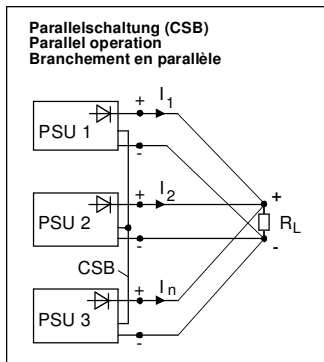 Parallelschaltung (CSB)
Parallel operation
Branchement en parallèle
+ I1
PSU 1
-
+ I2
+
PSU 2
RL
-
-
CSB
+ In
PSU 3
-